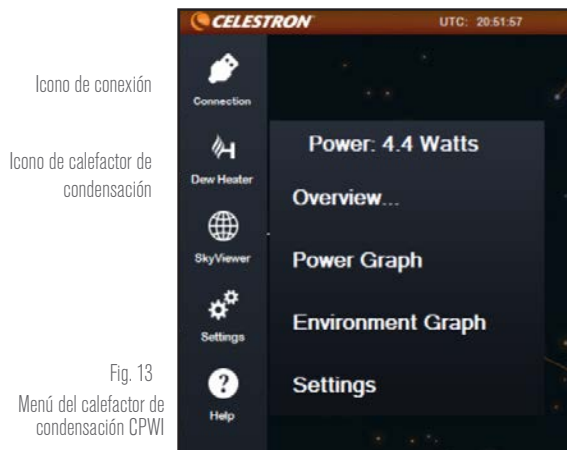 CELESTRON
UTC: 20:51:57
Icono de conexión
Connection
Icono de calefactor de
condensación
Dew Heater
Power: 4.4 Watts
Overview...
SkyViewer
Power Graph
Settings
Environment Graph
Help
Settings
Fig. 13
Menú del calefactor de
condensación CPWI